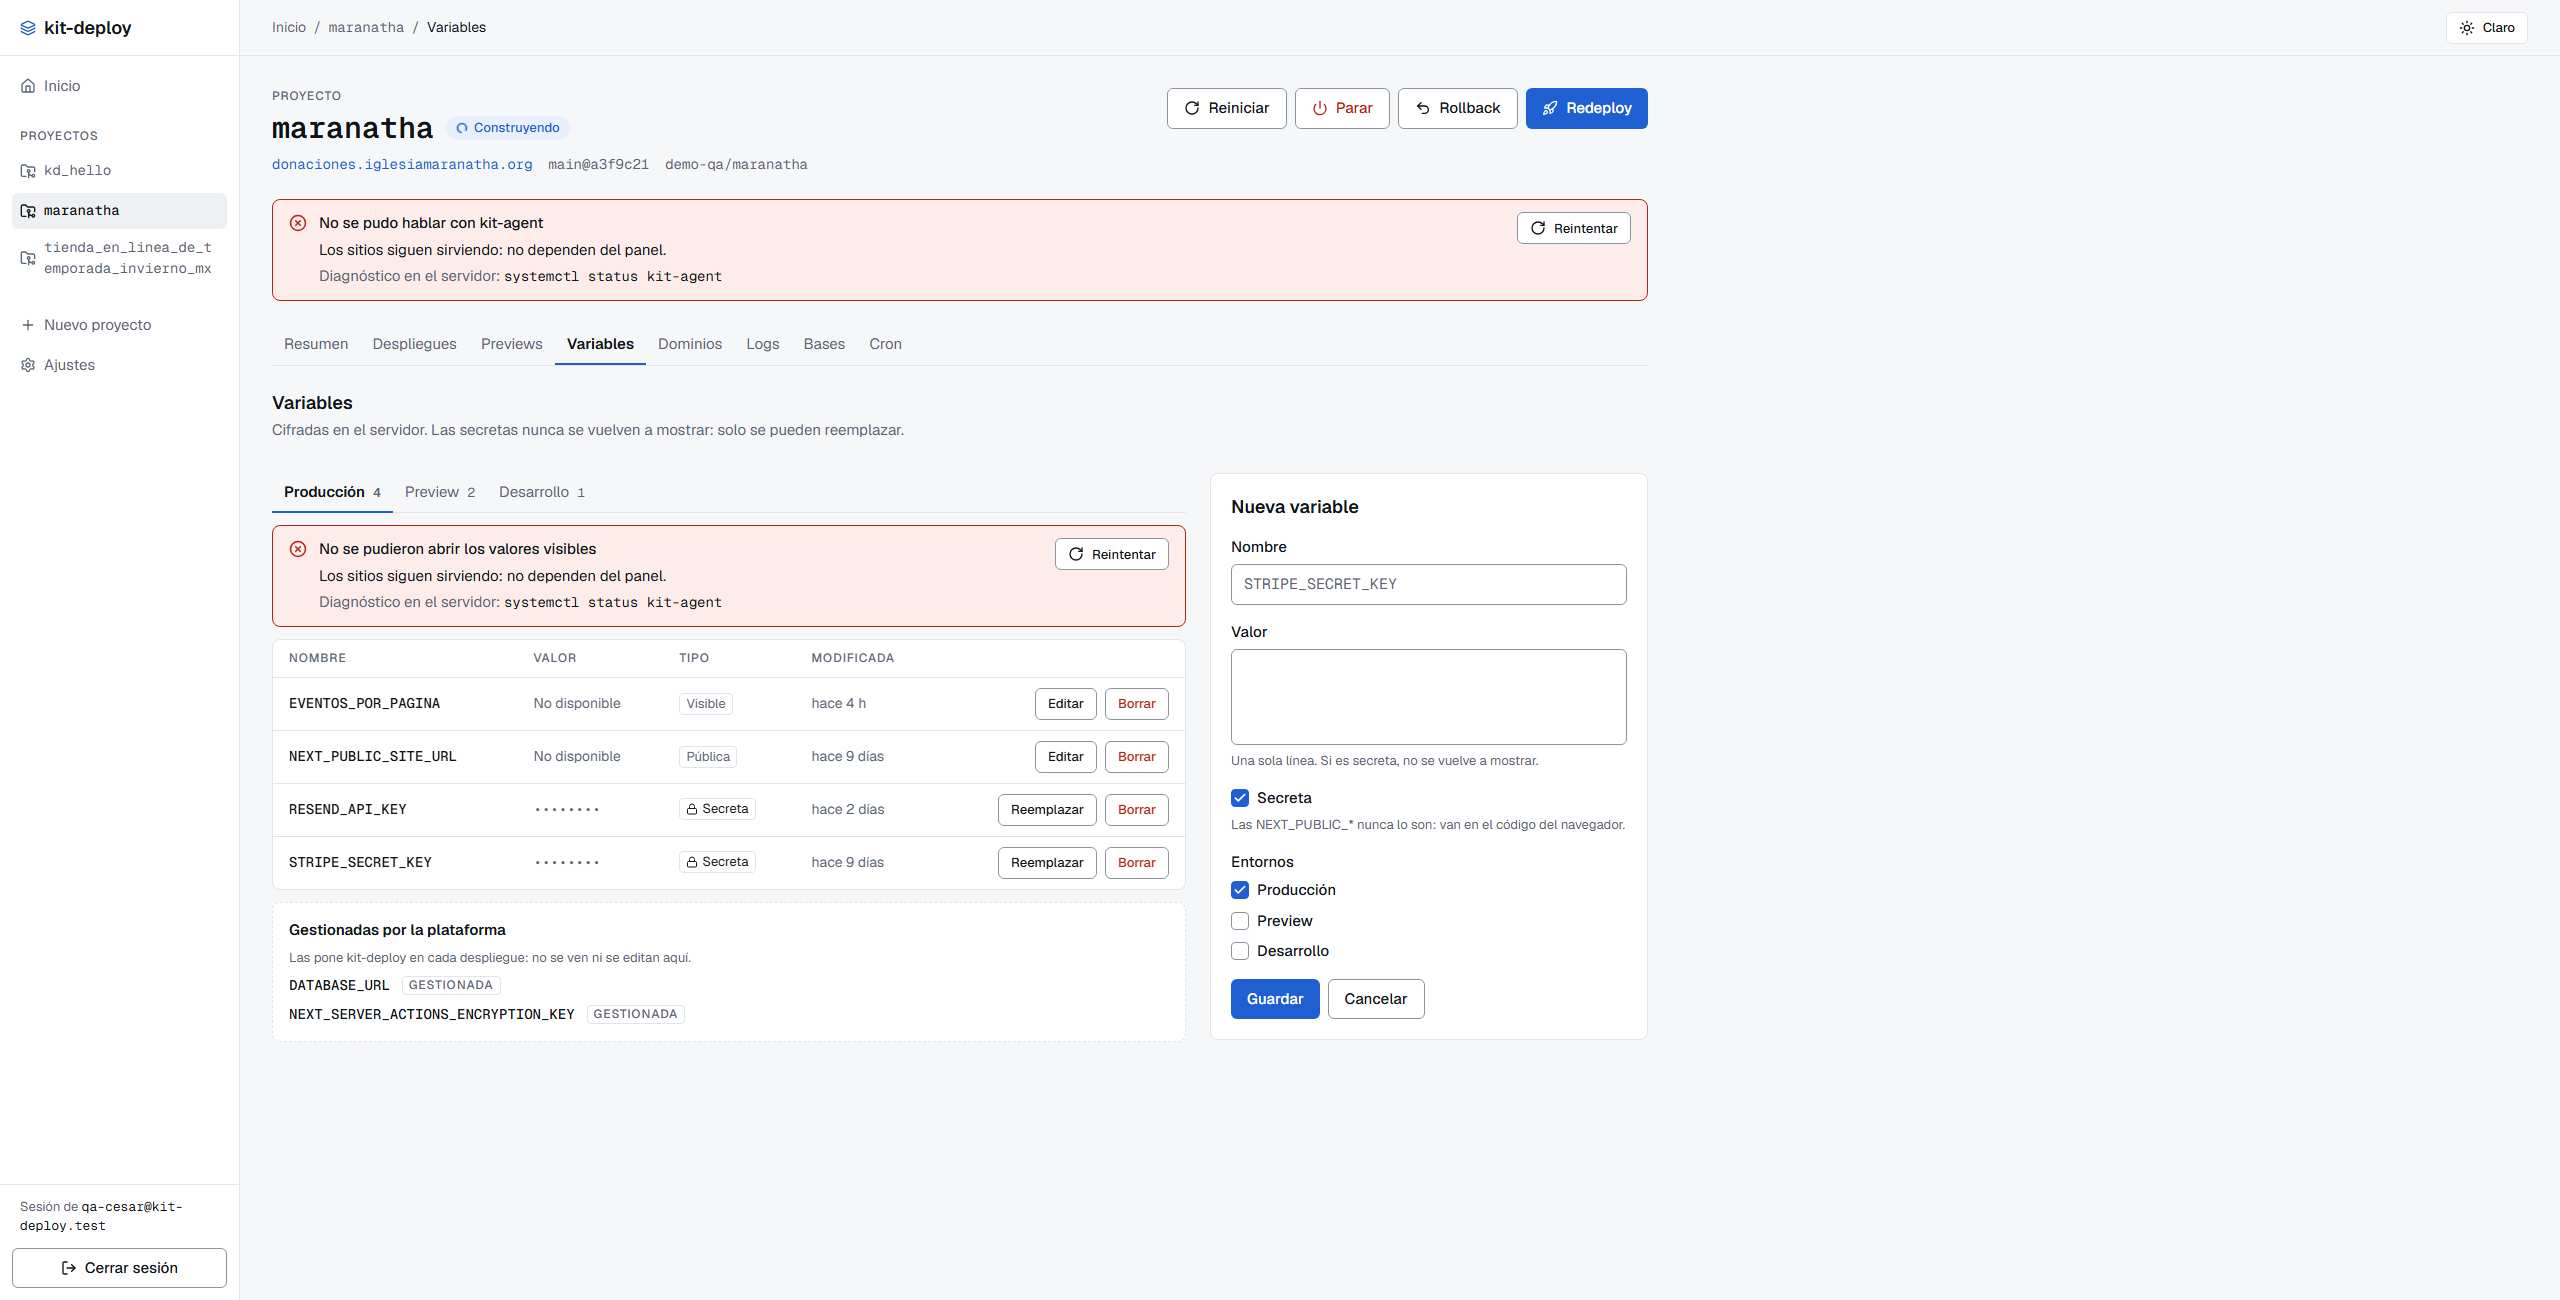 kit-deploy
Inicio / maranatha / Variables
Claro
Inicio
PROYECTOS
kd_hello
maranatha
tienda_en_linea_de_t
emporada_invierno_mx
Nuevo proyecto
Ajustes
Sesión de qa-cesar@kit-
deploy.test
Cerrar sesión
PROYECTO
maranatha Construyendo
Reiniciar Parar Rollback Redeploy
donaciones.iglesiamaranatha.org main@a3f9c21 demo-qa/maranatha
No se pudo hablar con kit-agent
Los sitios siguen sirviendo: no dependen del panel.
Diagnóstico en el servidor: systemctl status kit-agent
Reintentar
Resumen Despliegues Previews Variables Dominios Logs Bases Cron
Variables
Cifradas en el servidor. Las secretas nunca se vuelven a mostrar: solo se pueden reemplazar.
Producción 4 Preview 2 Desarrollo 1
No se pudieron abrir los valores visibles
Los sitios siguen sirviendo: no dependen del panel.
Diagnóstico en el servidor: systemctl status kit-agent
Reintentar
NOMBRE VALOR TIPO MODIFICADA
EVENTOS_POR_PAGINA No disponible Visible hace 4 h Editar Borrar
NEXT_PUBLIC_SITE_URL No disponible Pública hace 9 días Editar Borrar
RESEND_API_KEY •••••••• Secreta hace 2 días Reemplazar Borrar
STRIPE_SECRET_KEY •••••••• Secreta hace 9 días Reemplazar Borrar
Gestionadas por la plataforma
Las pone kit-deploy en cada despliegue: no se ven ni se editan aquí.
DATABASE_URL GESTIONADA
NEXT_SERVER_ACTIONS_ENCRYPTION_KEY GESTIONADA
Nueva variable
Nombre
STRIPE_SECRET_KEY
Valor
Una sola línea. Si es secreta, no se vuelve a mostrar.
Secreta
Las NEXT_PUBLIC_* nunca lo son: van en el código del navegador.
Entornos
Producción
Preview
Desarrollo
Guardar Cancelar